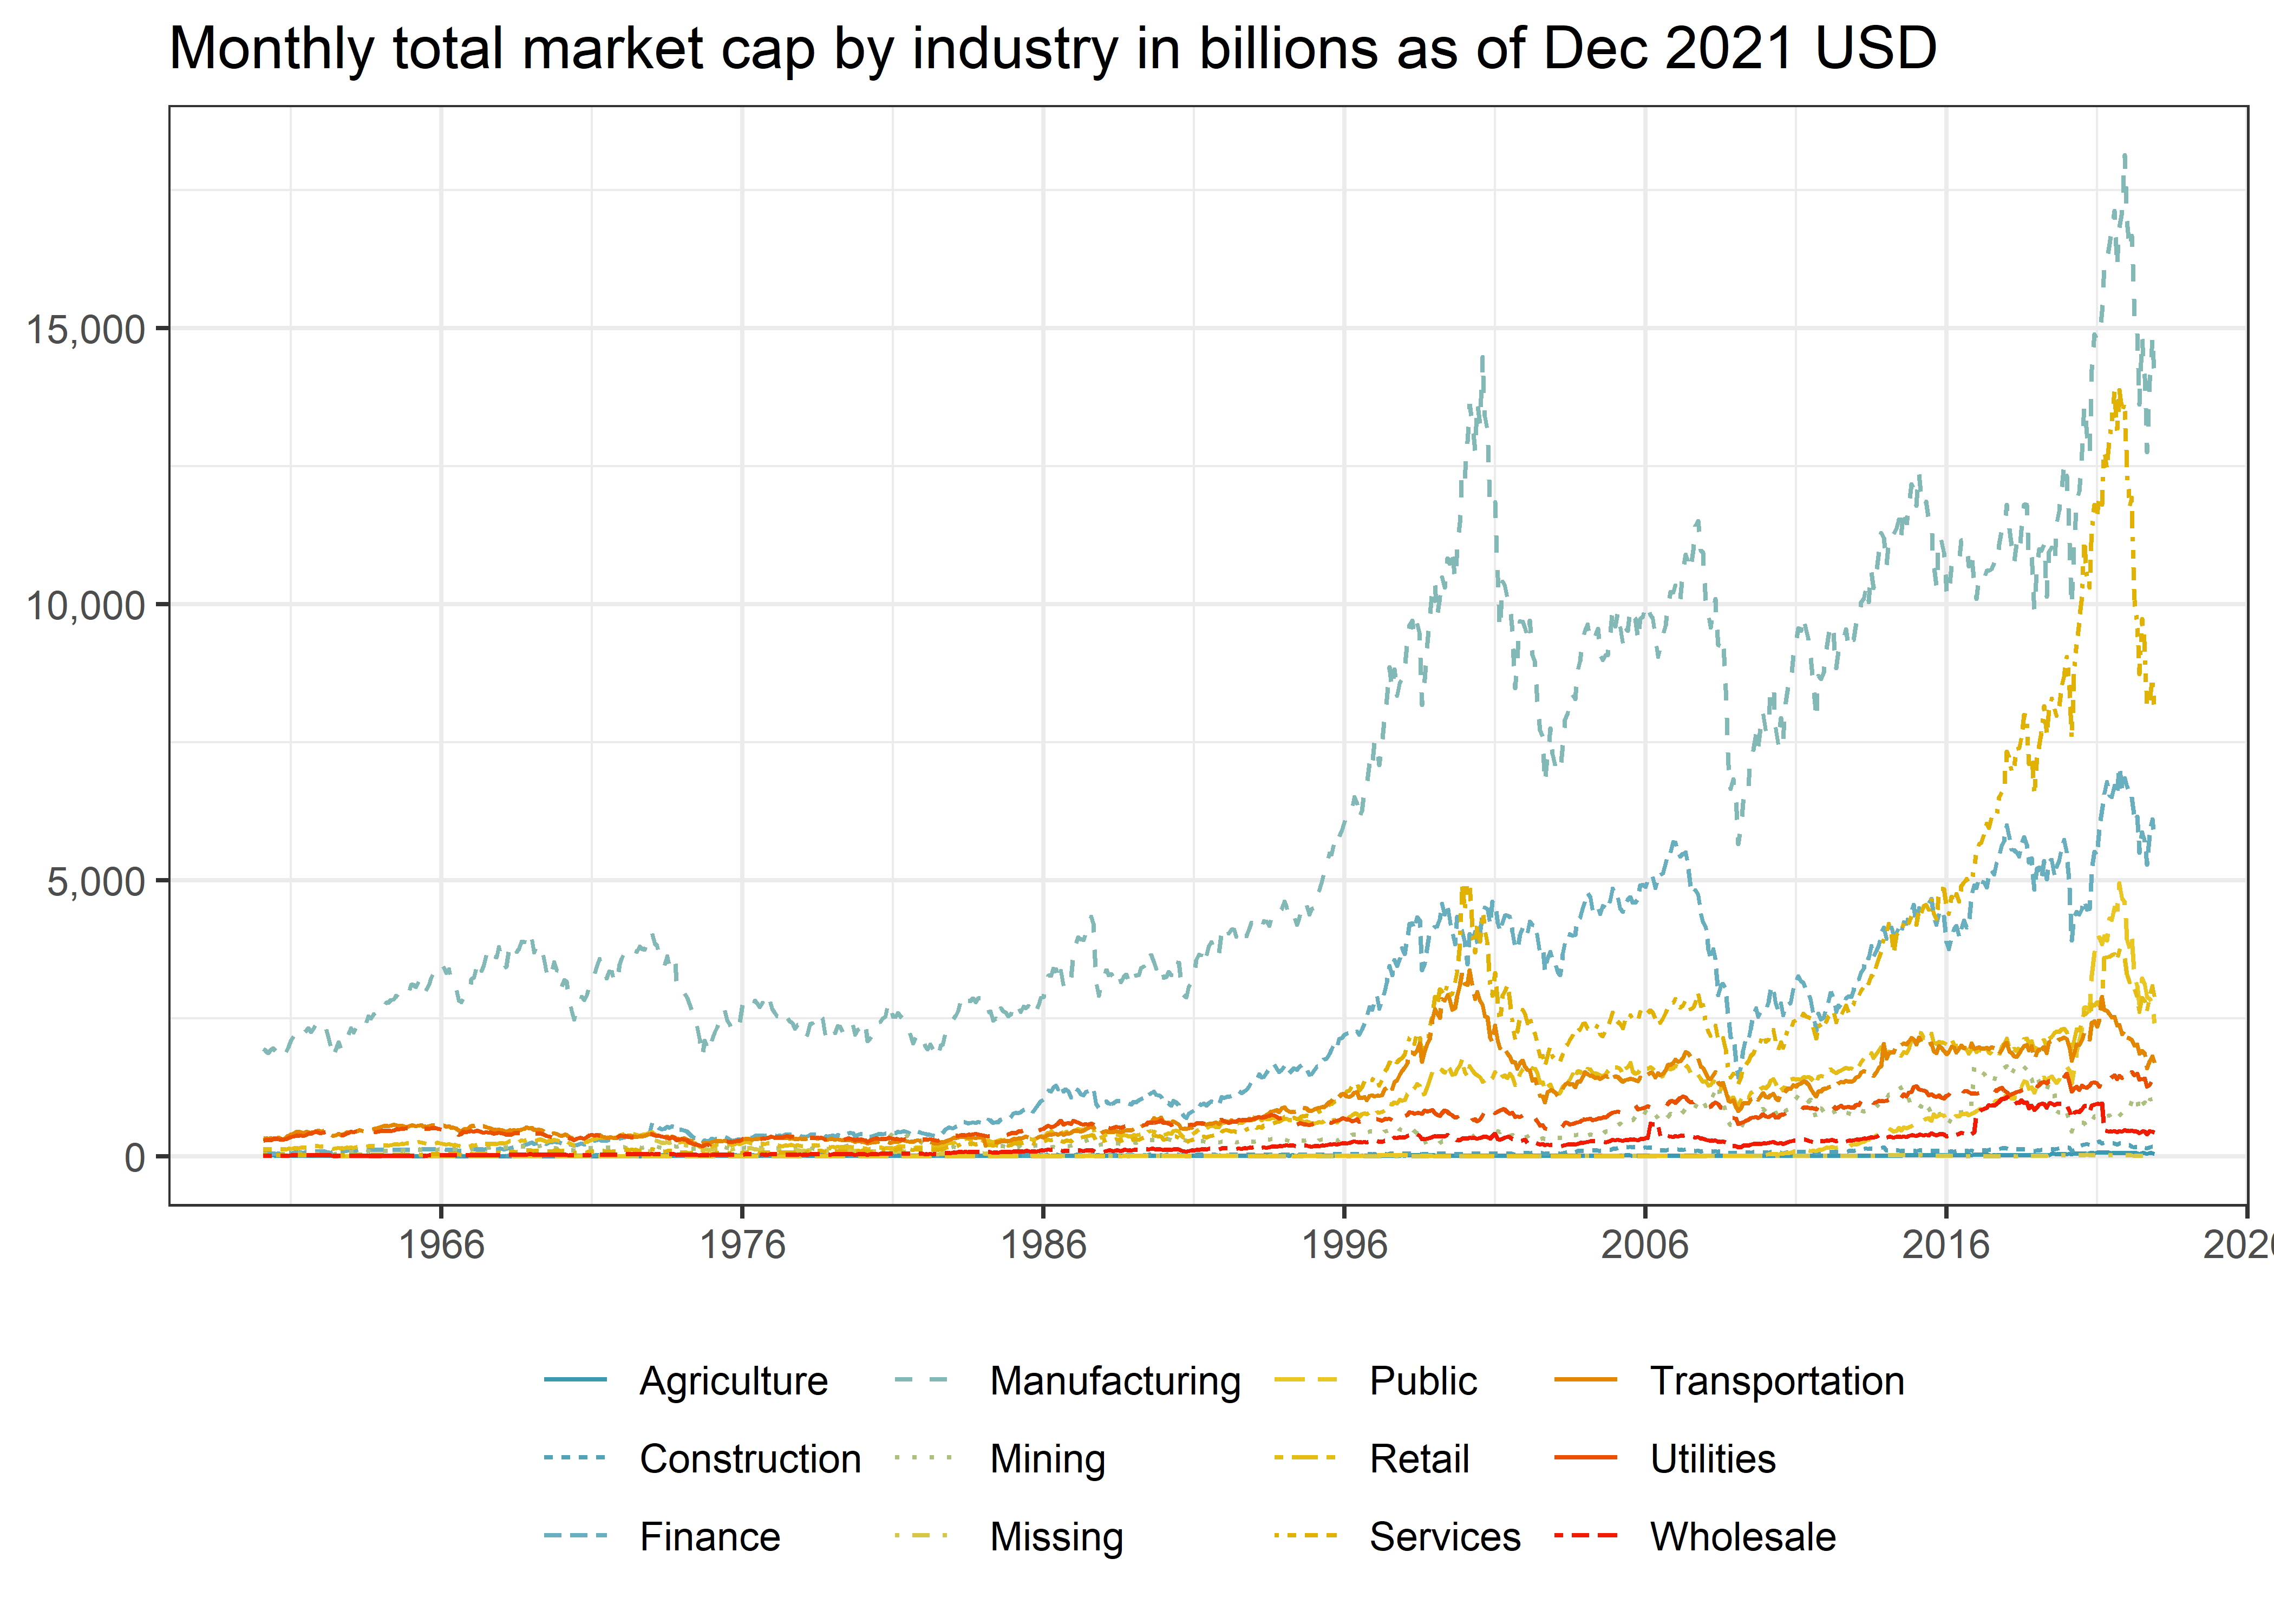 Monthly total market cap by industry in billions as of Dec 2021 USD
15,000
10,000
5,000
0
1966 1976 1986 1996 2006 2016 202
Agriculture Manufacturing Public Transportation
Construction Mining Retail Utilities
Finance Missing Services Wholesale